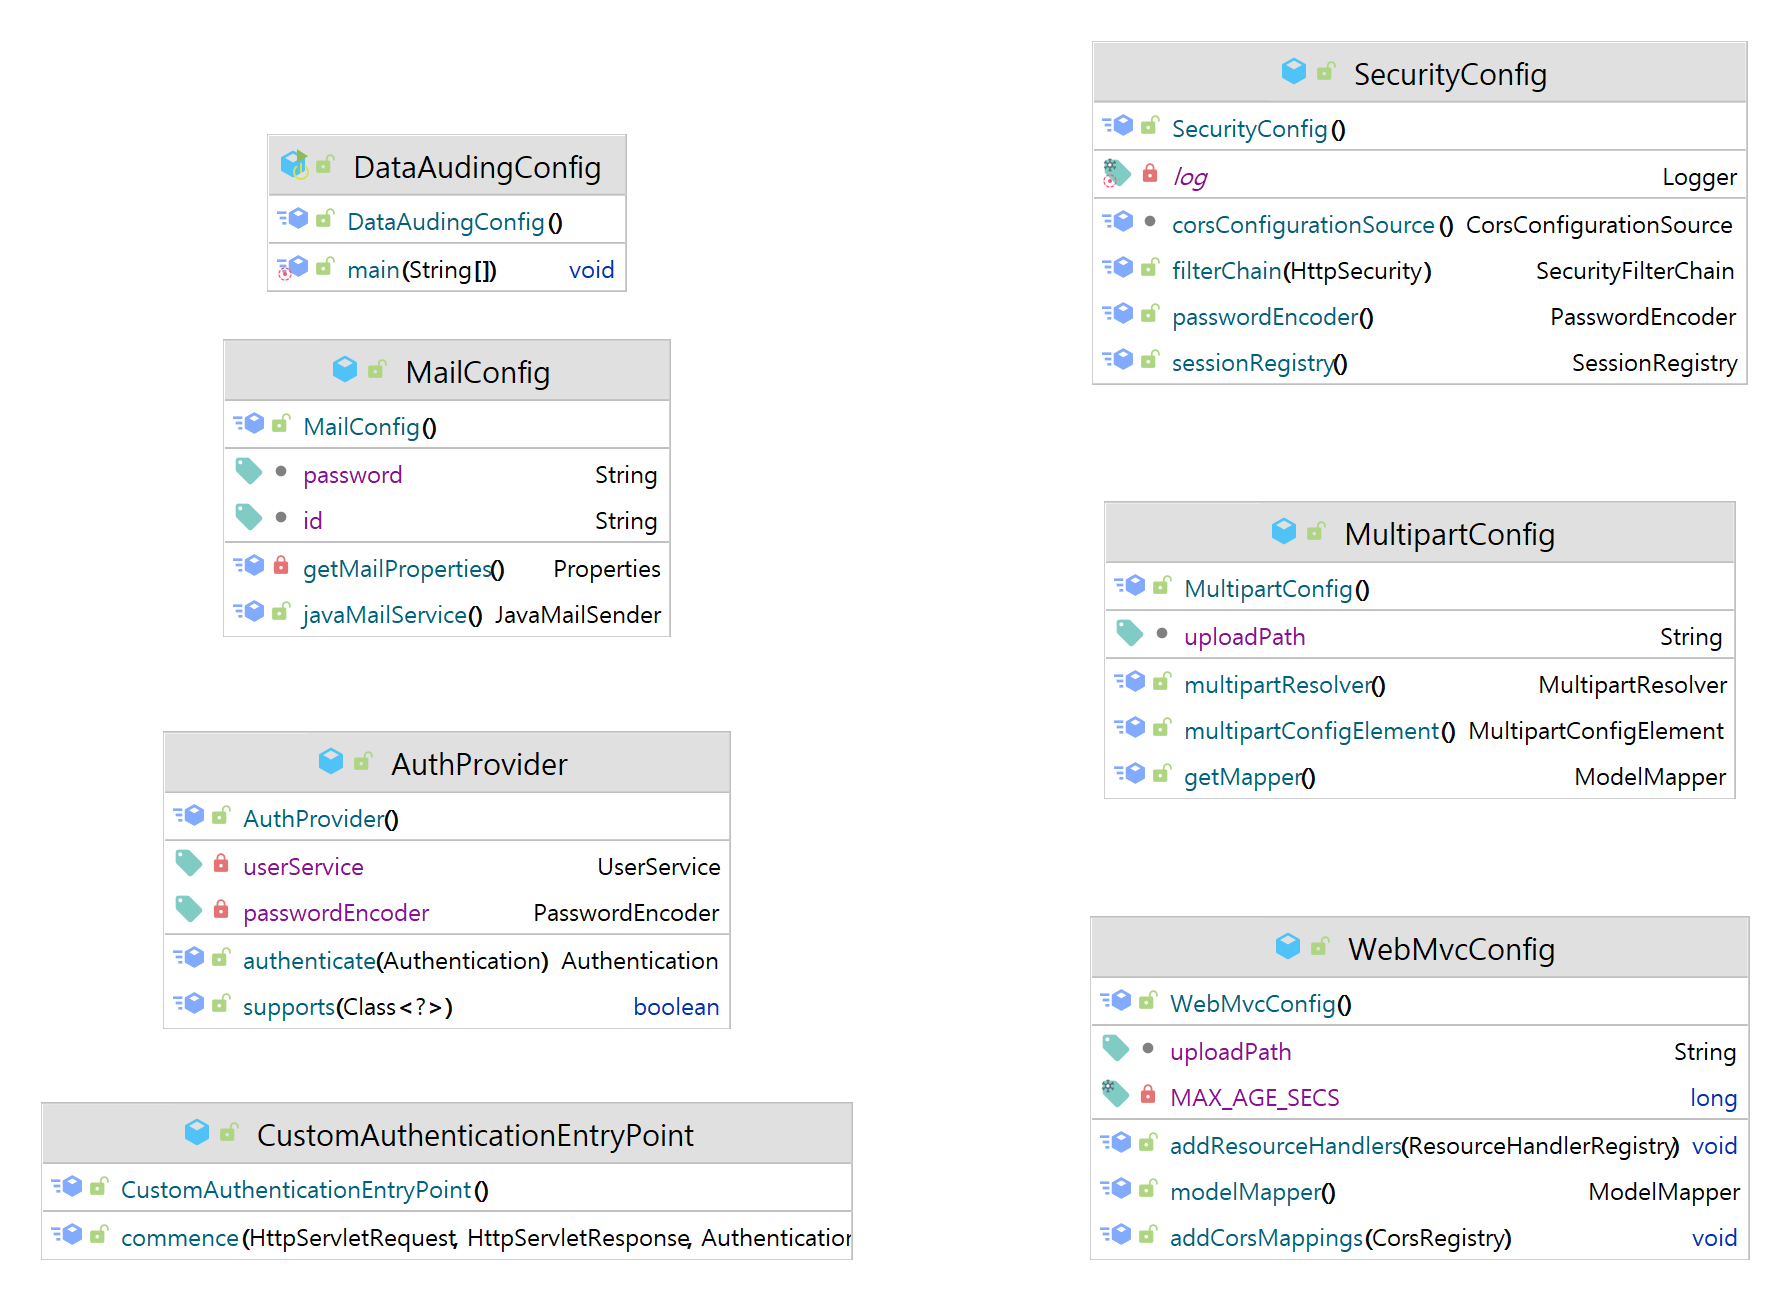 DataAudingConfig
DataAudingConfig()
main(String[]) void
MailConfig
MailConfig()
password String
id String
getMailProperties() Properties
javaMailService() JavaMailSender
AuthProvider
AuthProvider()
userService UserService
passwordEncoder PasswordEncoder
authenticate(Authentication) Authentication
supports(Class<?>) boolean
CustomAuthenticationEntryPoint
CustomAuthenticationEntryPoint()
commence(HttpServletRequest, HttpServletResponse, Authentication
SecurityConfig
SecurityConfig()
log Logger
corsConfigurationSource() CorsConfigurationSource
filterChain(HttpSecurity) SecurityFilterChain
passwordEncoder() PasswordEncoder
sessionRegistry() SessionRegistry
MultipartConfig
MultipartConfig()
uploadPath String
multipartResolver() MultipartResolver
multipartConfigElement() MultipartConfigElement
getMapper() ModelMapper
WebMvcConfig
WebMvcConfig()
uploadPath String
MAX_AGE_SECS long
addResourceHandlers(ResourceHandlerRegistry) void
modelMapper() ModelMapper
addCorsMappings(CorsRegistry) void